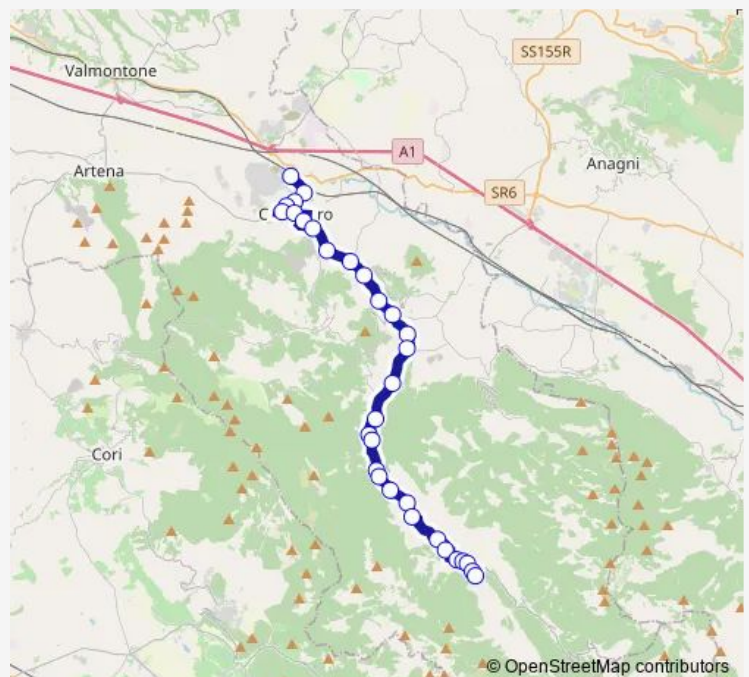 SS155R
Valmontone
A1
Anagni
Artena
SR6
Cori
© OpenStreetMap contributors